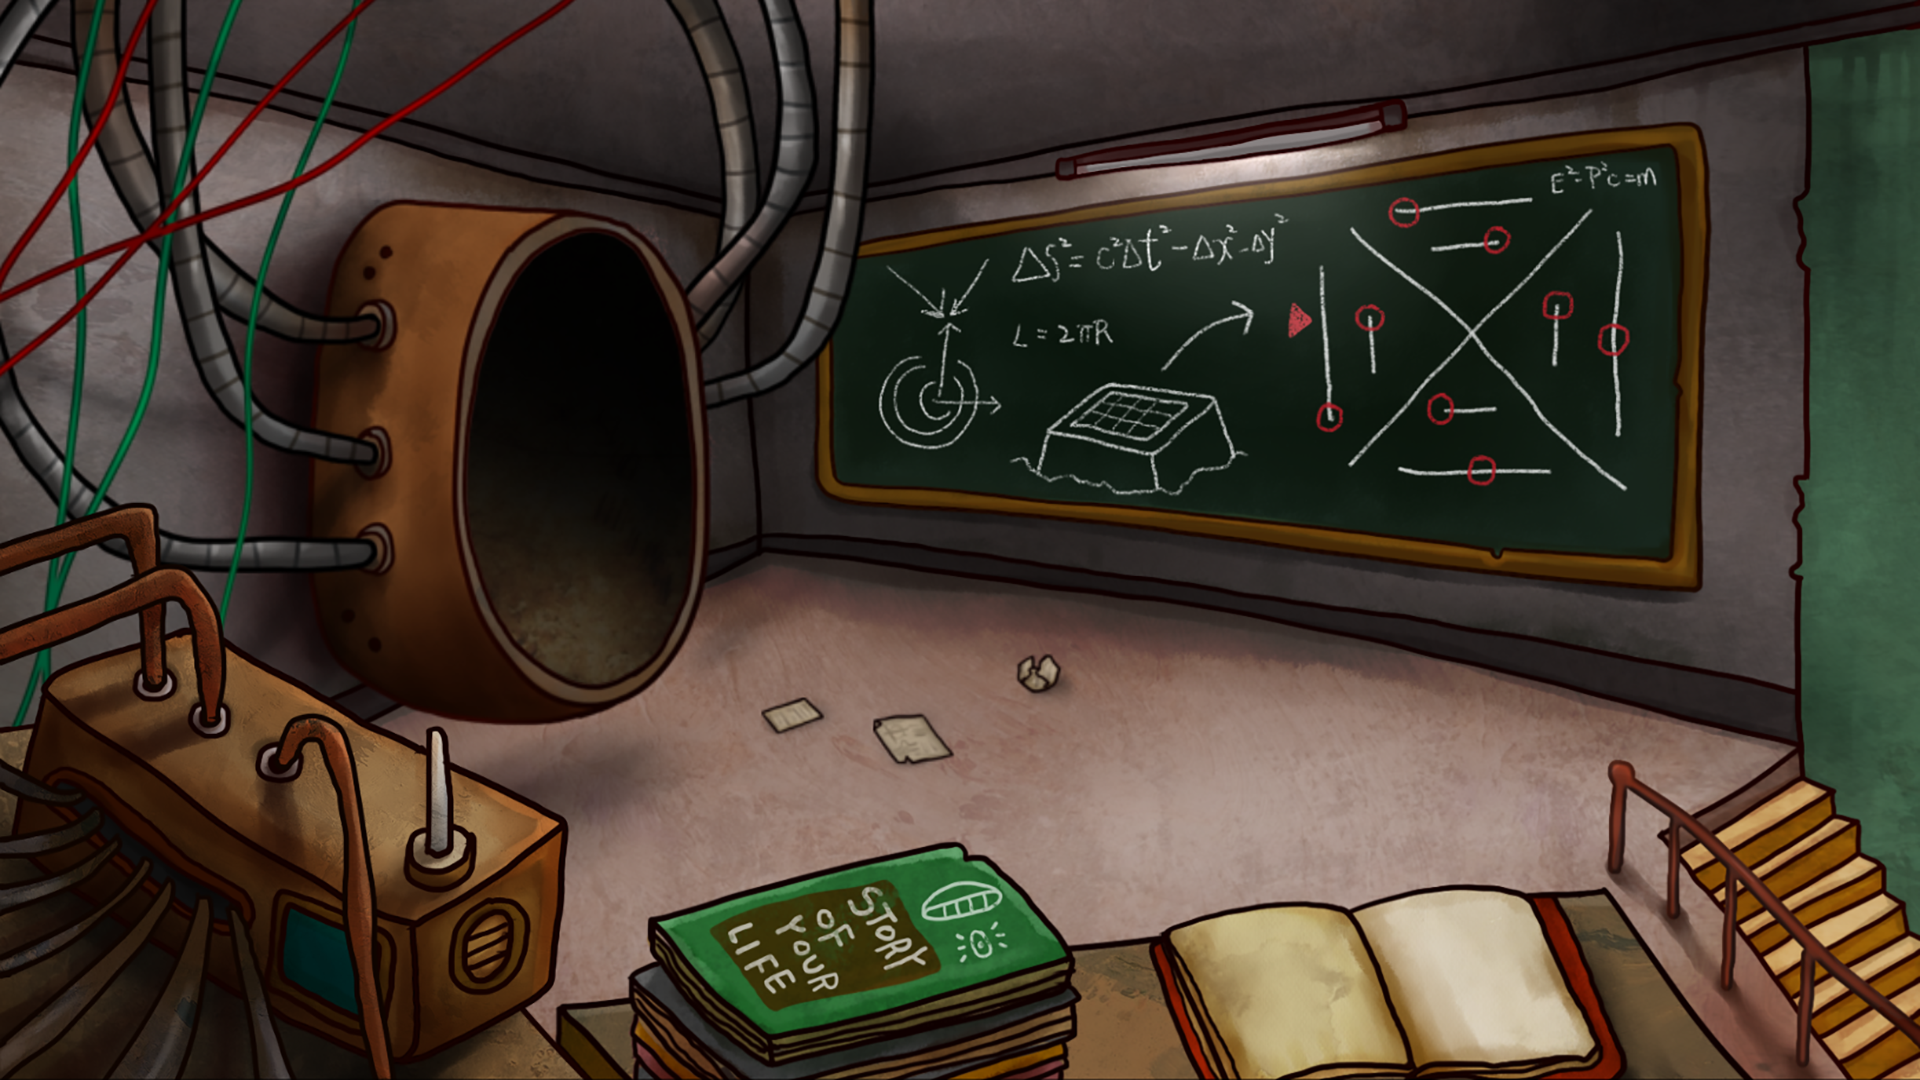 E²=P²c=m
ΔS²=c²Δt²-Δx²-Δy²
L=2πR
STORY
OF
YOUR
LIFE